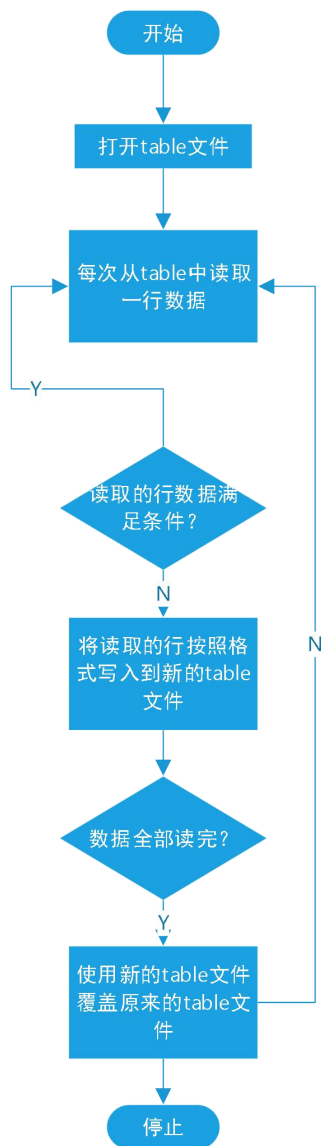 开始
打开table文件
每次从table中读取
一行数据
Y
读取的行数据满
足条件？
N
将读取的行按照格
式写入到新的table
文件
N
数据全部读完？
Y
使用新的table文件
覆盖原来的table文
件
停止